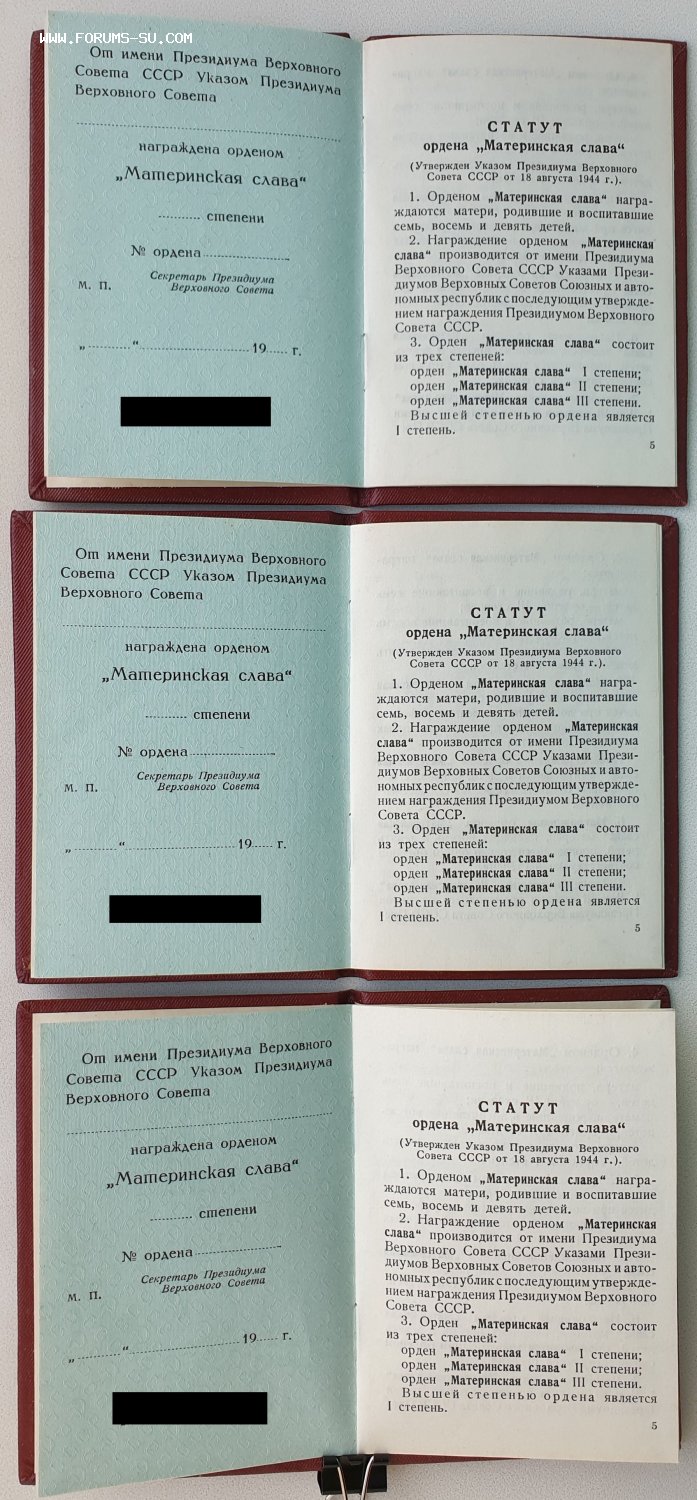 www.FORUMS-SU.COM
От имени Президиума Верховного
Совета СССР Указом Президиума
Верховного Совета
награждена орденом
„Материнская слава“
степени
№ ордена
Секретарь Президиума
Верховного Совета
М. П.
„ “ 19 г.
СТАТУТ
ордена „Материнская слава“
(Утвержден Указом Президиума Верховного
Совета СССР от 18 августа 1944 г.).
1. Орденом „Материнская слава“ награ-
ждаются матери, родившие и воспитавшие
семь, восемь и девять детей.
2. Награждение орденом „Материнская
слава“ производится от имени Президиума
Верховного Совета СССР Указами Прези-
диумов Верховных Советов Союзных и авто-
номных республик с последующим утвержде-
нием награждения Президиумом Верховного
Совета СССР.
3. Орден „Материнская слава“ состоит
из трех степеней:
орден „Материнская слава“ I степени;
орден „Материнская слава“ II степени;
орден „Материнская слава“ III степени.
Высшей степенью ордена является
I степень.
5
От имени Президиума Верховного
Совета СССР Указом Президиума
Верховного Совета
награждена орденом
„Материнская слава“
степени
№ ордена
Секретарь Президиума
Верховного Совета
М. П.
„ “ 19 г.
СТАТУТ
ордена „Материнская слава“
(Утвержден Указом Президиума Верховного
Совета СССР от 18 августа 1944 г.).
1. Орденом „Материнская слава“ награ-
ждаются матери, родившие и воспитавшие
семь, восемь и девять детей.
2. Награждение орденом „Материнская
слава“ производится от имени Президиума
Верховного Совета СССР Указами Прези-
диумов Верховных Советов Союзных и авто-
номных республик с последующим утвержде-
нием награждения Президиумом Верховного
Совета СССР.
3. Орден „Материнская слава“ состоит
из трех степеней:
орден „Материнская слава“ I степени;
орден „Материнская слава“ II степени;
орден „Материнская слава“ III степени.
Высшей степенью ордена является
I степень.
5
От имени Президиума Верховного
Совета СССР Указом Президиума
Верховного Совета
награждена орденом
„Материнская слава“
степени
№ ордена
Секретарь Президиума
Верховного Совета
М. П.
„ “ 19 г.
СТАТУТ
ордена „Материнская слава“
(Утвержден Указом Президиума Верховного
Совета СССР от 18 августа 1944 г.).
1. Орденом „Материнская слава“ награ-
ждаются матери, родившие и воспитавшие
семь, восемь и девять детей.
2. Награждение орденом „Материнская
слава“ производится от имени Президиума
Верховного Совета СССР Указами Прези-
диумов Верховных Советов Союзных и авто-
номных республик с последующим утвержде-
нием награждения Президиумом Верховного
Совета СССР.
3. Орден „Материнская слава“ состоит
из трех степеней:
орден „Материнская слава“ I степени;
орден „Материнская слава“ II степени;
орден „Материнская слава“ III степени.
Высшей степенью ордена является
I степень.
5